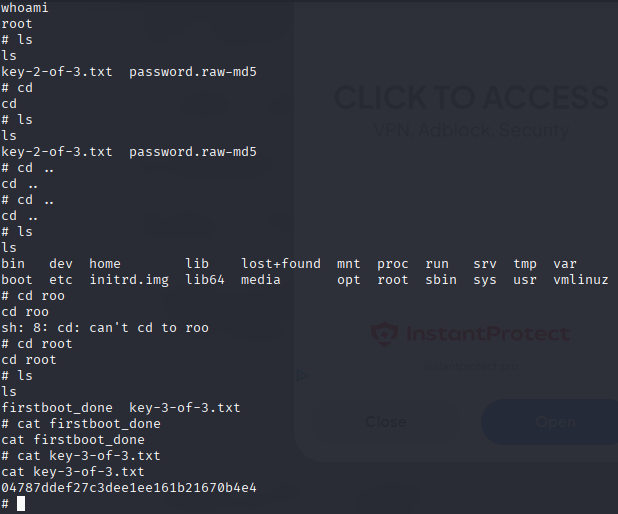 whoami
root
# ls
ls
key-2-of-3.txt  password.raw-md5
# cd
cd
# ls
ls
key-2-of-3.txt  password.raw-md5
# cd ..
cd ..
# cd ..
cd ..
# ls
ls
bin   dev  home        lib    lost+found  mnt  proc  run   srv  tmp  var
boot  etc  initrd.img  lib64  media       opt  root  sbin  sys  usr  vmlinuz
# cd roo
cd roo
sh: 8: cd: can't cd to roo
# cd root
cd root
# ls
ls
firstboot_done  key-3-of-3.txt
# cat firstboot_done
cat firstboot_done
# cat key-3-of-3.txt
cat key-3-of-3.txt
04787ddef27c3dee1ee161b21670b4e4
#
CLICK TO ACCESS
VPN, Adblock, Security
InstantProtect
Close
Open